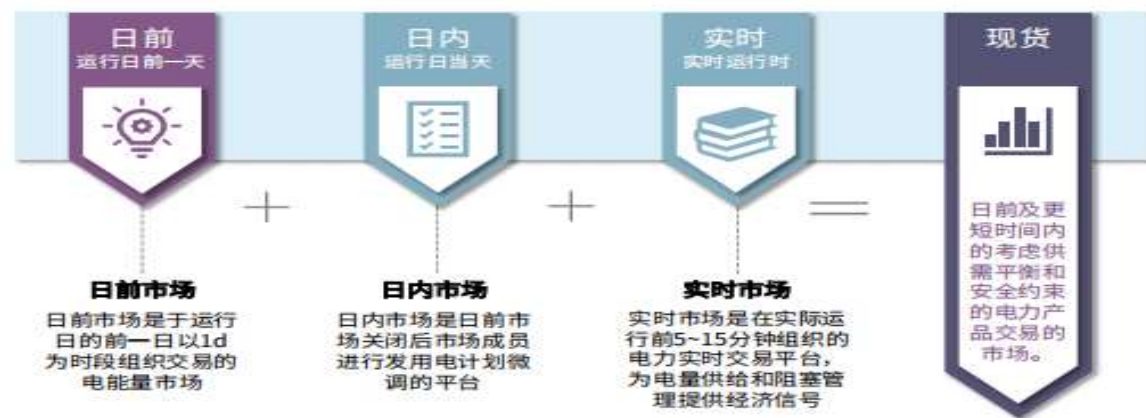 日前
运行日前一天
日内
运行日当天
实时
实时运行时
现货
+
+
=
日前市场
日前市场是于运行
日的前一日以1d
为时段组织交易的
电能量市场
日内市场
日内市场是日前市
场关闭后市场成员
进行发用电计划微
调的平台
实时市场
实时市场是在实际运
行前5~15分钟组织的
电力实时交易平台，
为电量供给和阻塞管
理提供经济信号
日前及更
短时间内
的考虑供
需平衡和
安全约束
的电力产
品交易的
市场。